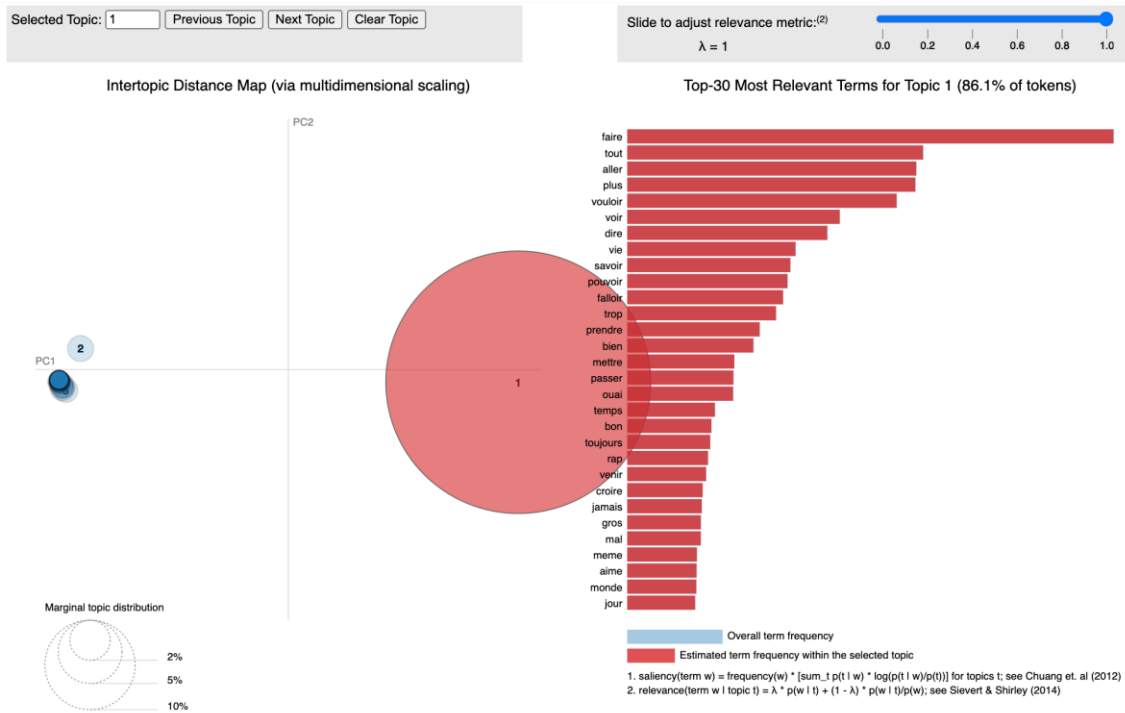 Selected Topic: 1 Previous Topic Next Topic Clear Topic
Slide to adjust relevance metric:(2)
λ = 1
0.0 0.2 0.4 0.6 0.8 1.0
Intertopic Distance Map (via multidimensional scaling)
PC2
PC1
2
1
Marginal topic distribution
2%
5%
10%
Top-30 Most Relevant Terms for Topic 1 (86.1% of tokens)
faire
tout
aller
plus
vouloir
voir
dire
vie
savoir
pouvoir
falloir
trop
prendre
bien
mettre
passer
ouai
temps
bon
toujours
rap
venir
croire
jamais
gros
mal
meme
aime
monde
jour
Overall term frequency
Estimated term frequency within the selected topic
1. saliency(term w) = frequency(w) * [sum_t p(t | w) * log(p(t | w)/p(t))] for topics t; see Chuang et. al (2012)
2. relevance(term w | topic t) = λ * p(w | t) + (1 - λ) * p(w | t)/p(w); see Sievert & Shirley (2014)